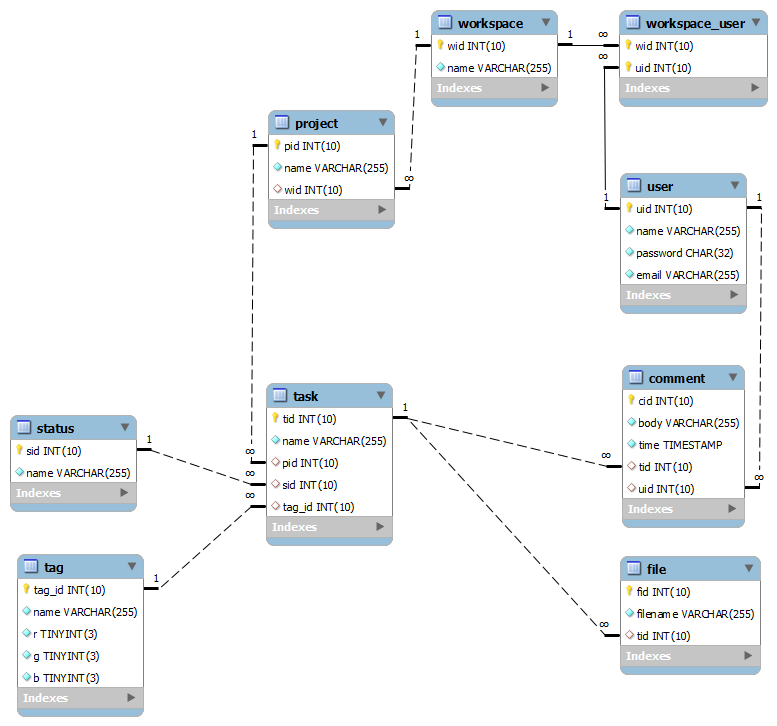 workspace
wid INT(10)
name VARCHAR(255)
Indexes
1
∞
1
∞
workspace_user
wid INT(10)
uid INT(10)
Indexes
∞
1
project
pid INT(10)
name VARCHAR(255)
wid INT(10)
Indexes
1
∞
user
uid INT(10)
name VARCHAR(255)
password CHAR(32)
email VARCHAR(255)
Indexes
1
∞
status
sid INT(10)
name VARCHAR(255)
Indexes
1
∞
task
tid INT(10)
name VARCHAR(255)
pid INT(10)
sid INT(10)
tag_id INT(10)
Indexes
∞
1
∞
comment
cid INT(10)
body VARCHAR(255)
time TIMESTAMP
tid INT(10)
uid INT(10)
Indexes
∞
tag
tag_id INT(10)
name VARCHAR(255)
r TINYINT(3)
g TINYINT(3)
b TINYINT(3)
Indexes
1
∞
file
fid INT(10)
filename VARCHAR(255)
tid INT(10)
Indexes